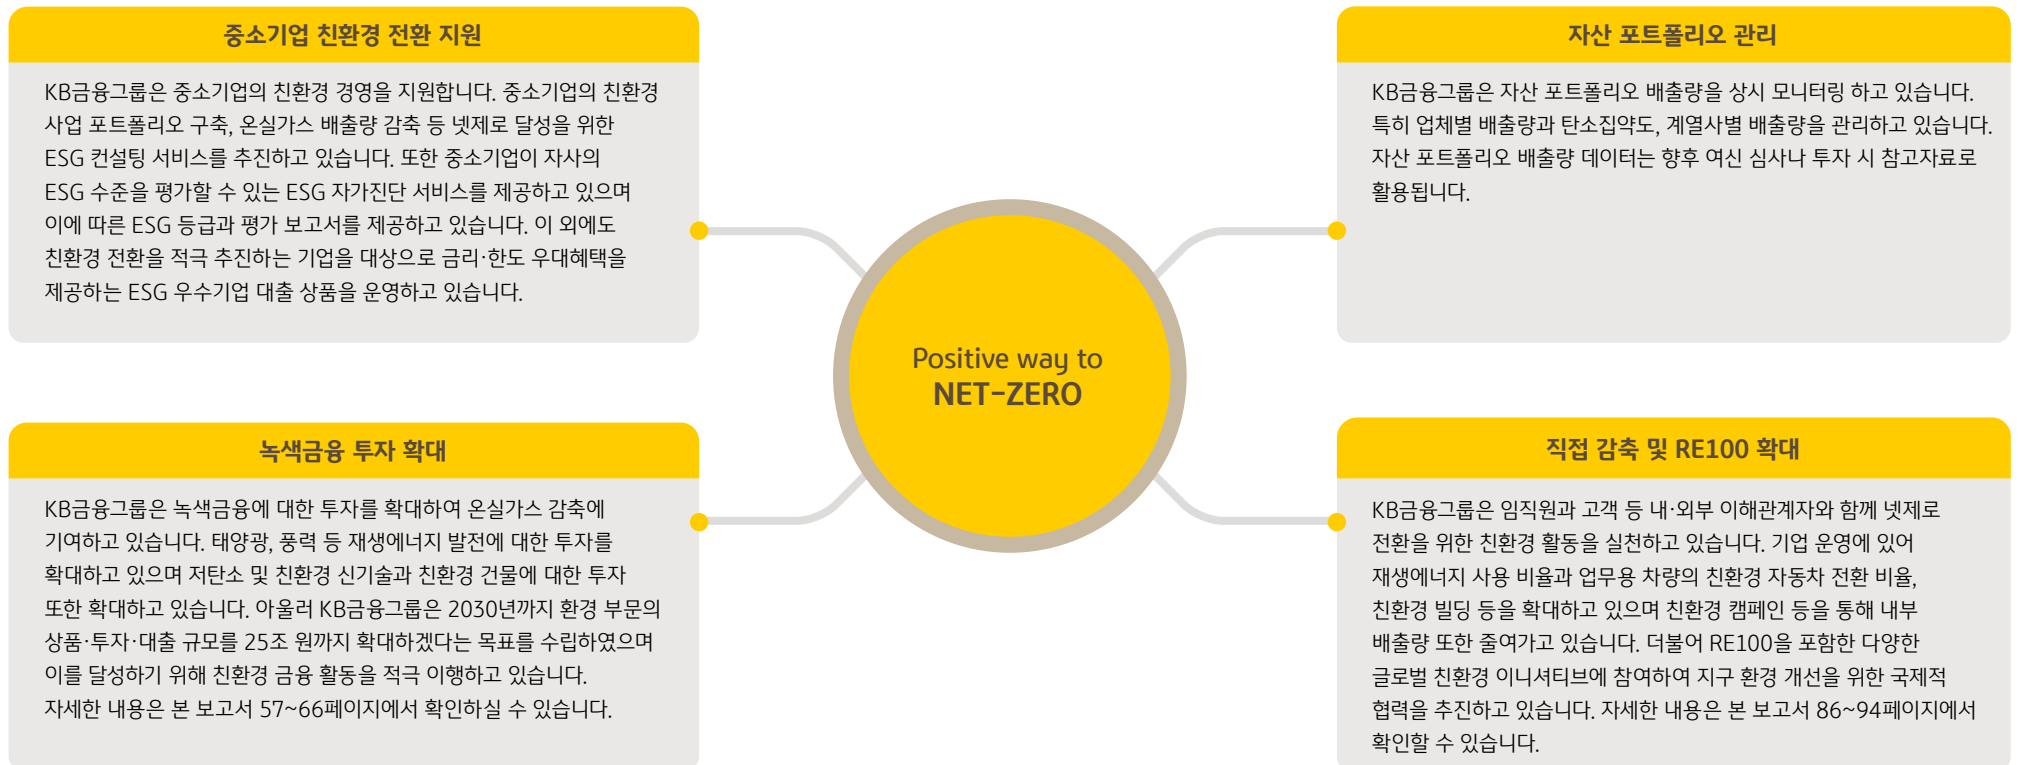 중소기업 친환경 전환 지원
KB금융그룹은 중소기업의 친환경 경영을 지원합니다. 중소기업의 친환경
사업 포트폴리오 구축, 온실가스 배출량 감축 등 넷제로 달성을 위한
ESG 컨설팅 서비스를 추진하고 있습니다. 또한 중소기업이 자사의
ESG 수준을 평가할 수 있는 ESG 자가진단 서비스를 제공하고 있으며
이에 따른 ESG 등급과 평가 보고서를 제공하고 있습니다. 이 외에도
친환경 전환을 적극 추진하는 기업을 대상으로 금리·한도 우대혜택을
제공하는 ESG 우수기업 대출 상품을 운영하고 있습니다.
자산 포트폴리오 관리
KB금융그룹은 자산 포트폴리오 배출량을 상시 모니터링 하고 있습니다.
특히 업체별 배출량과 탄소집약도, 계열사별 배출량을 관리하고 있습니다.
자산 포트폴리오 배출량 데이터는 향후 여신 심사나 투자 시 참고자료로
활용됩니다.
Positive way to
NET-ZERO
녹색금융 투자 확대
KB금융그룹은 녹색금융에 대한 투자를 확대하여 온실가스 감축에
기여하고 있습니다. 태양광, 풍력 등 재생에너지 발전에 대한 투자를
확대하고 있으며 저탄소 및 친환경 신기술과 친환경 건물에 대한 투자
또한 확대하고 있습니다. 아울러 KB금융그룹은 2030년까지 환경 부문의
상품·투자·대출 규모를 25조 원까지 확대하겠다는 목표를 수립하였으며
이를 달성하기 위해 친환경 금융 활동을 적극 이행하고 있습니다.
자세한 내용은 본 보고서 57~66페이지에서 확인하실 수 있습니다.
직접 감축 및 RE100 확대
KB금융그룹은 임직원과 고객 등 내·외부 이해관계자와 함께 넷제로
전환을 위한 친환경 활동을 실천하고 있습니다. 기업 운영에 있어
재생에너지 사용 비율과 업무용 차량의 친환경 자동차 전환 비율,
친환경 빌딩 등을 확대하고 있으며 친환경 캠페인 등을 통해 내부
배출량 또한 줄여가고 있습니다. 더불어 RE100을 포함한 다양한
글로벌 친환경 이니셔티브에 참여하여 지구 환경 개선을 위한 국제적
협력을 추진하고 있습니다. 자세한 내용은 본 보고서 86~94페이지에서
확인할 수 있습니다.